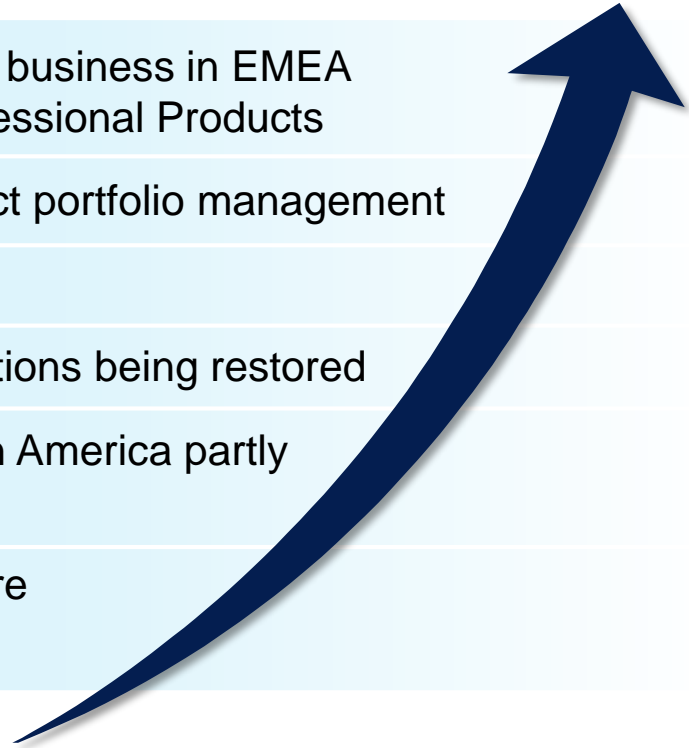 business in EMEA
essional Products
ct portfolio management
tions being restored
America partly
re